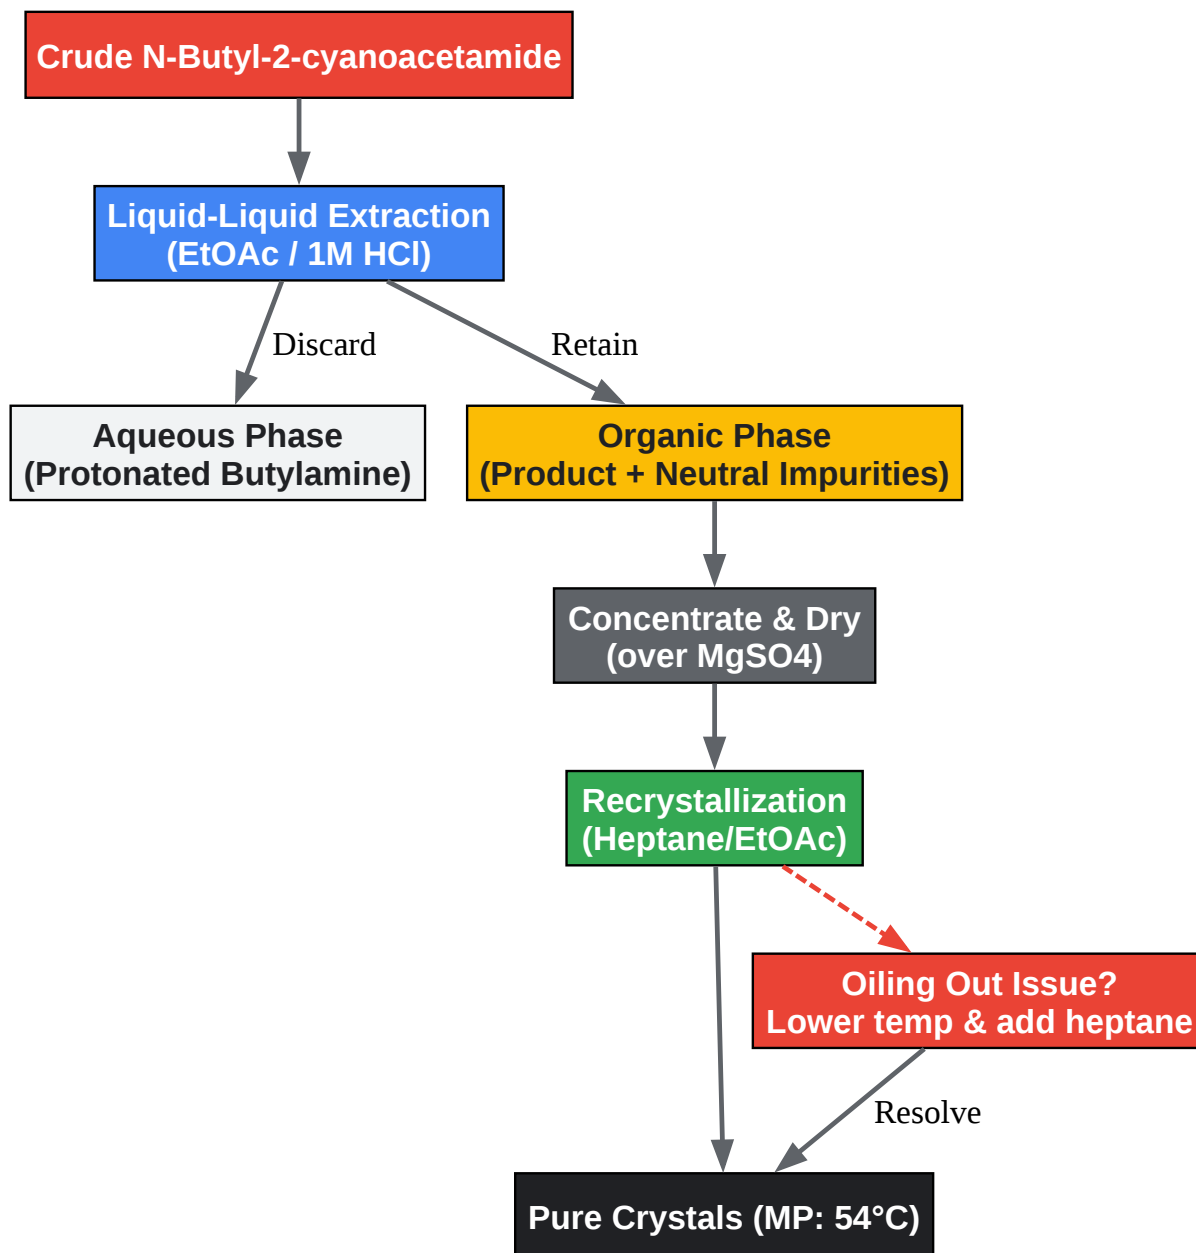 Crude N-Butyl-2-cyanoacetamide
Liquid-Liquid Extraction
(EtOAc / 1M HCl)
Discard
Retain
Aqueous Phase
(Protonated Butylamine)
Organic Phase
(Product + Neutral Impurities)
Concentrate & Dry
(over MgSO4)
Recrystallization
(Heptane/EtOAc)
Oiling Out Issue?
Lower temp & add heptane
Resolve
Pure Crystals (MP: 54°C)